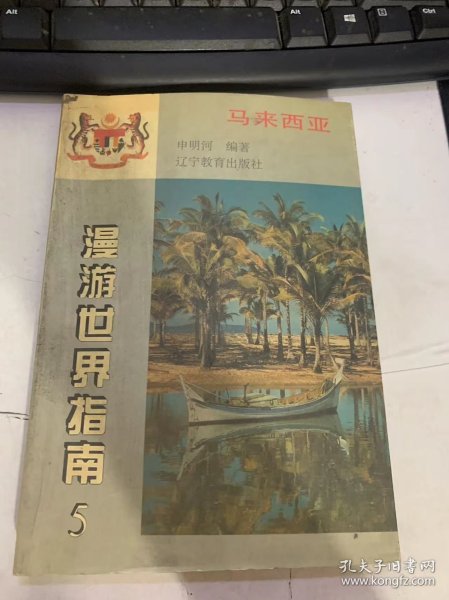 Alt
Alt
Ctrl
马来西亚
申明河 编著
辽宁教育出版社
漫游世界指南
5
孔夫子旧书网
www.kongfz.com